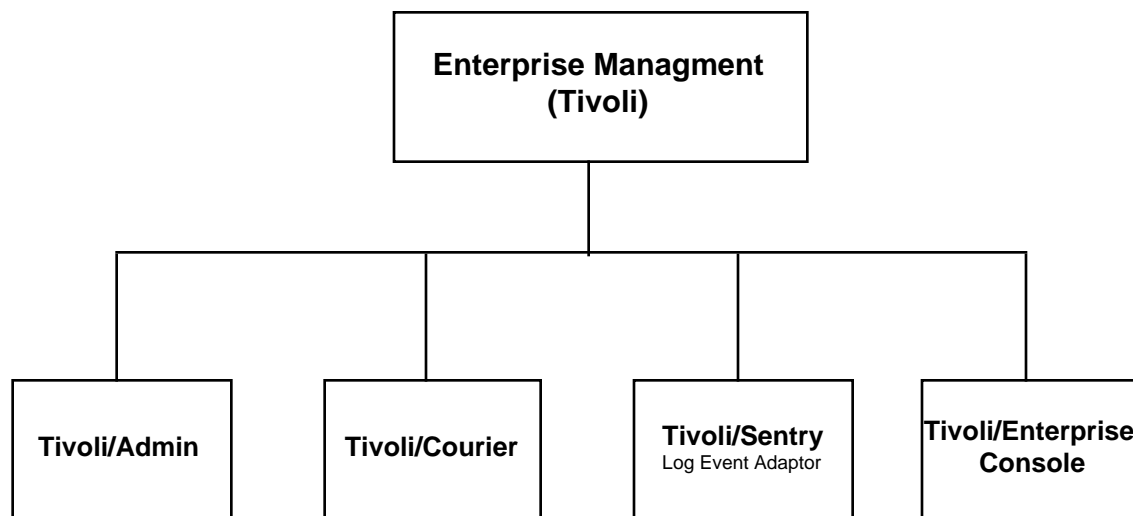 Enterprise Managment
(Tivoli)
Tivoli/Admin
Tivoli/Courier
Tivoli/Sentry
Log Event Adaptor
Tivoli/Enterprise
Console